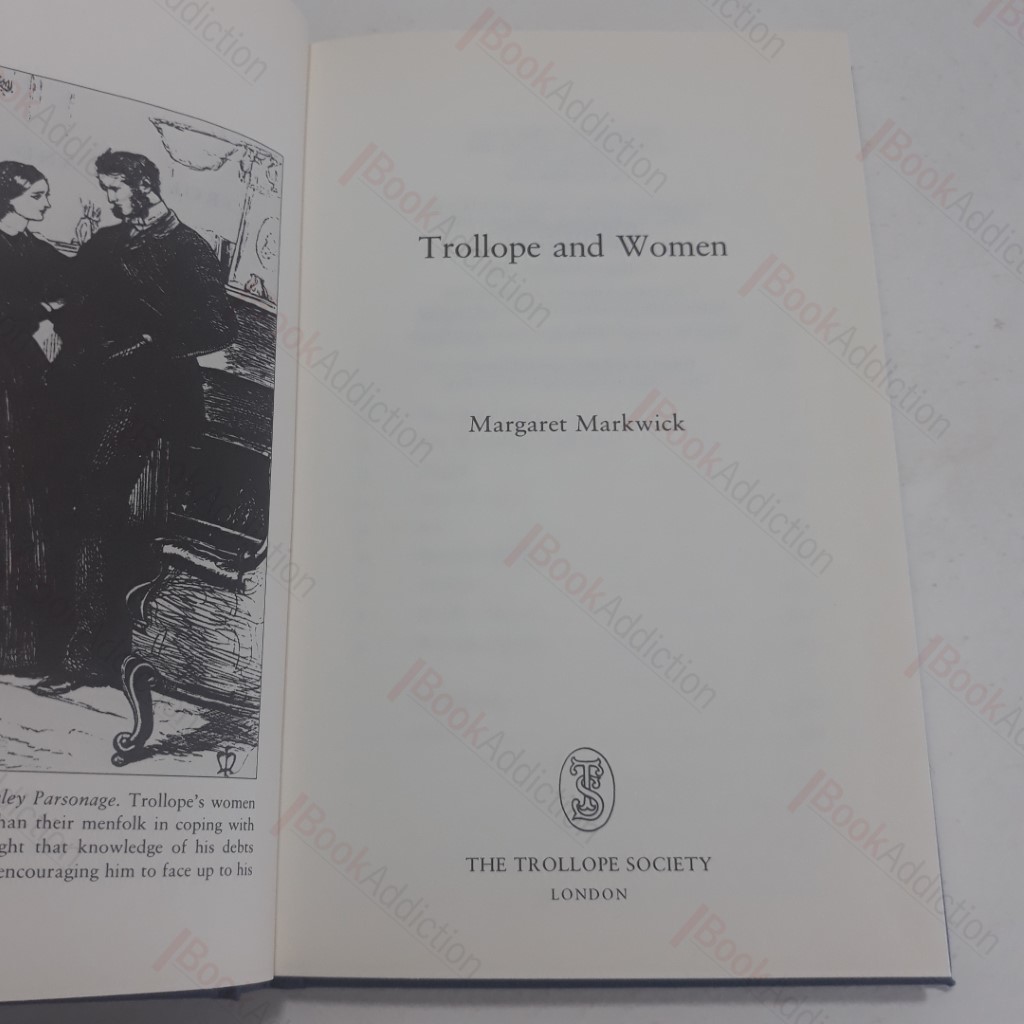 ley Parsonage. Trollope's women
han their menfolk in coping with
ght that knowledge of his debts
encouraging him to face up to his
Trollope and Women
Margaret Markwick
TS
THE TROLLOPE SOCIETY
LONDON
BookAddiction